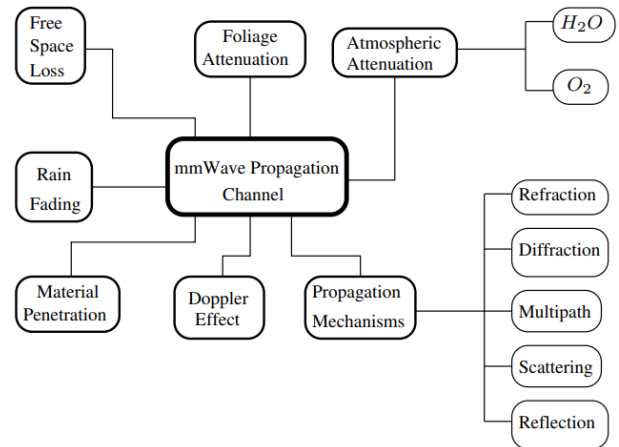 Free
Space
Loss
Foliage
Attenuation
Atmospheric
Attenuation
H₂O
O₂
mmWave Propagation
Channel
Rain
Fading
Material
Penetration
Doppler
Effect
Propagation
Mechanisms
Refraction
Diffraction
Multipath
Scattering
Reflection